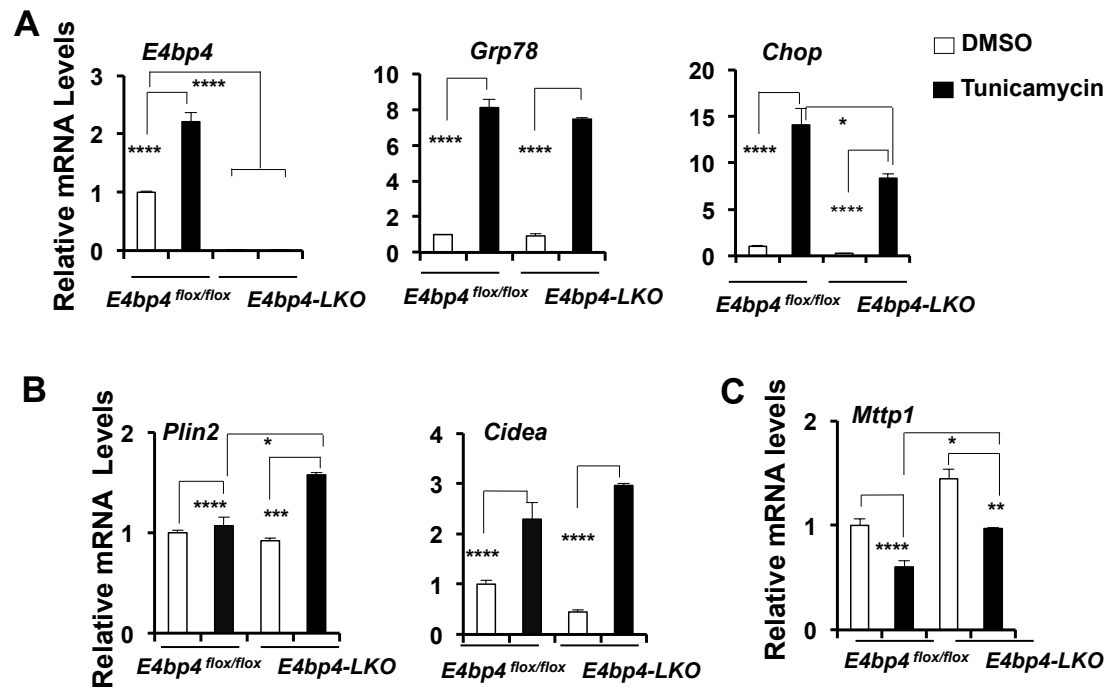 A
E4bp4
Grp78
Chop
DMSO
Tunicamycin
Relative mRNA Levels
3
2
1
0
****
****
E4bp4 flox/flox
E4bp4-LKO
10
8
6
4
2
0
****
****
E4bp4 flox/flox
E4bp4-LKO
20
15
10
5
0
****
*
****
E4bp4 flox/flox
E4bp4-LKO
B
Plin2
Relative mRNA Levels
2
1
0
****
*
***
E4bp4 flox/flox
E4bp4-LKO
Cidea
4
3
2
1
0
****
****
E4bp4 flox/flox
E4bp4-LKO
C
Mttp1
Relative mRNA levels
2
1
0
****
*
**
E4bp4 flox/flox
E4bp4-LKO